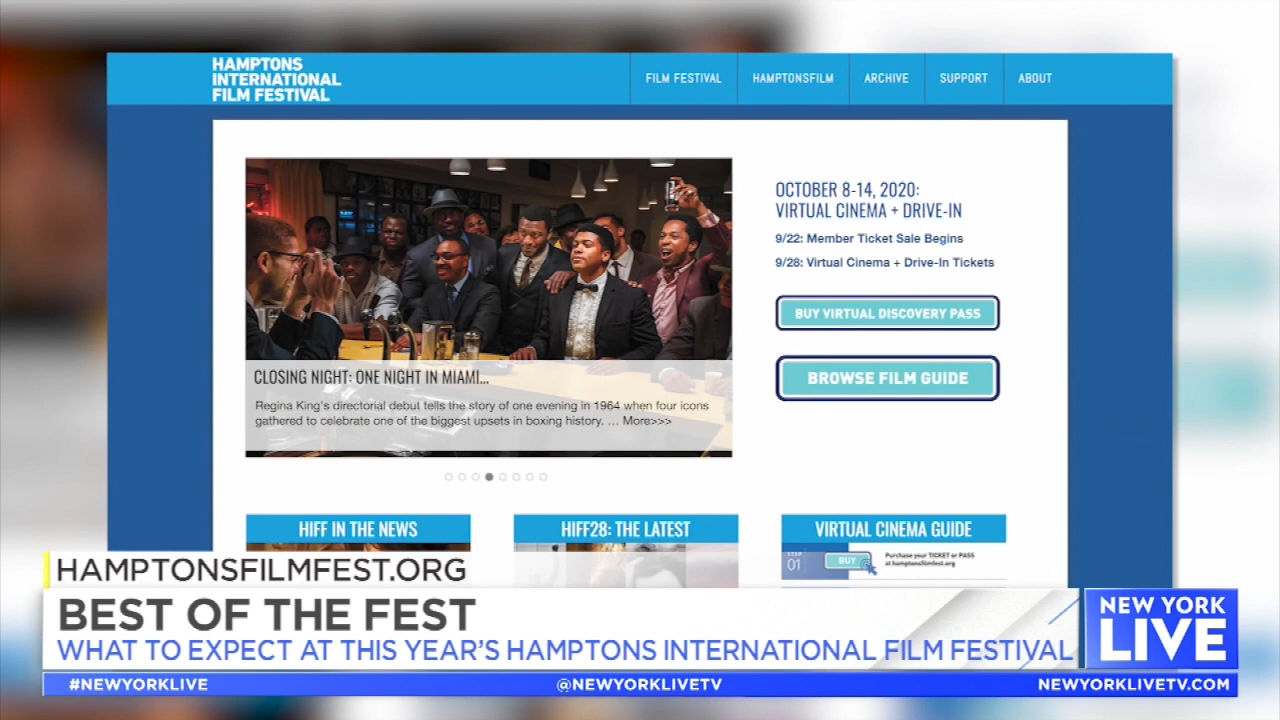 HAMPTONS
INTERNATIONAL
FILM FESTIVAL
FILM FESTIVAL
HAMPTONSFILM
ARCHIVE
SUPPORT
ABOUT
OCTOBER 8-14, 2020:
VIRTUAL CINEMA + DRIVE-IN
9/22: Member Ticket Sale Begins
9/28: Virtual Cinema + Drive-In Tickets
BUY VIRTUAL DISCOVERY PASS
BROWSE FILM GUIDE
CLOSING NIGHT: ONE NIGHT IN MIAMI...
Regina King's directorial debut tells the story of one evening in 1964 when four icons
gathered to celebrate one of the biggest upsets in boxing history. ... More>>>
HIFF IN THE NEWS
HIFF28: THE LATEST
VIRTUAL CINEMA GUIDE
STEP
01
BUY
Purchase your TICKET or PASS
at hamptonsfilmfest.org
HAMPTONSFILMFEST.ORG
BEST OF THE FEST
WHAT TO EXPECT AT THIS YEAR'S HAMPTONS INTERNATIONAL FILM FESTIVAL
NEW YORK
LIVE
#NEWYORKLIVE
@NEWYORKLIVETV
NEWYORKLIVETV.COM